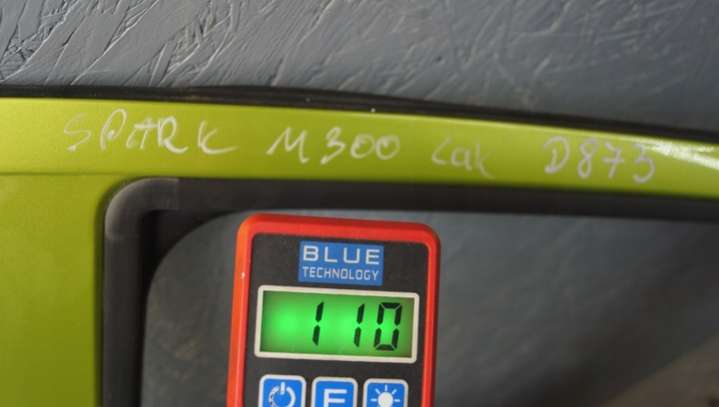 SPARK M300 Lak D873
BLUE
TECHNOLOGY
110
F